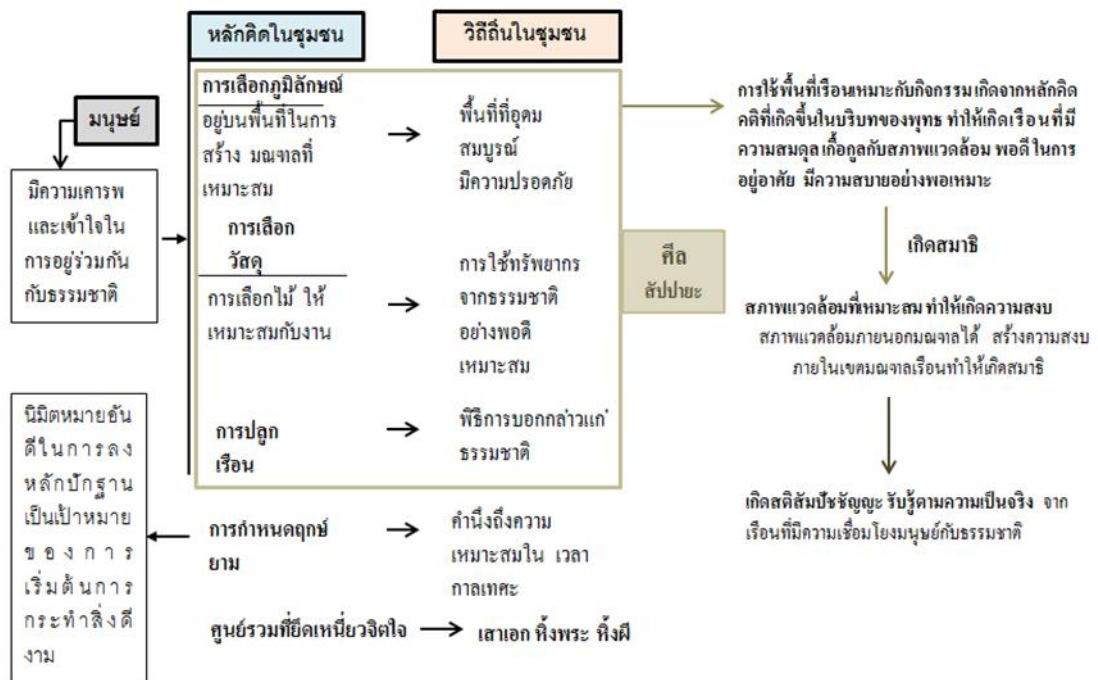 หลักคิดในชุมชน
วิถีถิ่นในชุมชน
มนุษย์
มีความเคารพ
และเข้าใจใน
การอยู่ร่วมกัน
กับธรรมชาติ
การเลือกภูมิลักษณ์
อยู่บนพื้นที่ในการ
สร้าง มณฑลที่
เหมาะสม
พื้นที่ที่อุดม
สมบูรณ์
มีความปรอดภัย
การเลือก
วัสดุ
การเลือกไม้ ให้
เหมาะสมกับงาน
การใช้ทรัพยากร
จากธรรมชาติ
อย่างพอดี
เหมาะสม
การปลูก
เรือน
พิธีการบอกกล่าวแก่
ธรรมชาติ
ศีล
สัปปายะ
การใช้พื้นที่เรือนเหมาะกับกิจกรรม เกิดจากหลักคิด
คติที่เกิดขึ้นในบริบทของพุทธ ทำให้เกิดเรือนที่มี
ความสมดุลเกื้อกูลกับสภาพแวดล้อม พอดี ในการ
อยู่อาศัย มีความสบายอย่างพอเหมาะ
เกิดสมาธิ
สภาพแวดล้อมที่เหมาะสม ทำให้เกิดความสงบ
สภาพแวดล้อมภายนอกมณฑลได้ สร้างความสงบ
ภายในเขตมณฑลเรือนทำให้เกิดสมาธิ
เกิดสติสัมปัชชัญญะ รับรู้ตามความเป็นจริง จาก
เรือนที่มีความเชื่อมโยงมนุษย์กับธรรมชาติ
นิมิตหมายอัน
ดีในการลง
หลักปักฐาน
เป็นเป้าหมาย
ของการ
เริ่มต้นการ
กระทำสิ่งดี
งาม
การกำหนดฤกษ์
ยาม
คำนึ่งถึงความ
เหมาะสมใน เวลา
กาลเทศะ
ศูนย์รวมที่ยึดเหนี่ยวจิตใจ
เสาเอก หิ้งพระ หิ้งผี